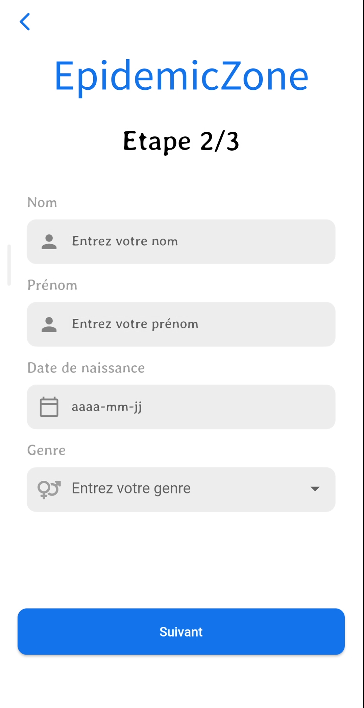 EpidemicZone
Etape 2/3
Nom
Entrez votre nom
Prénom
Entrez votre prénom
Date de naissance
aaaa-mm-jj
Genre
Entrez votre genre
Suivant